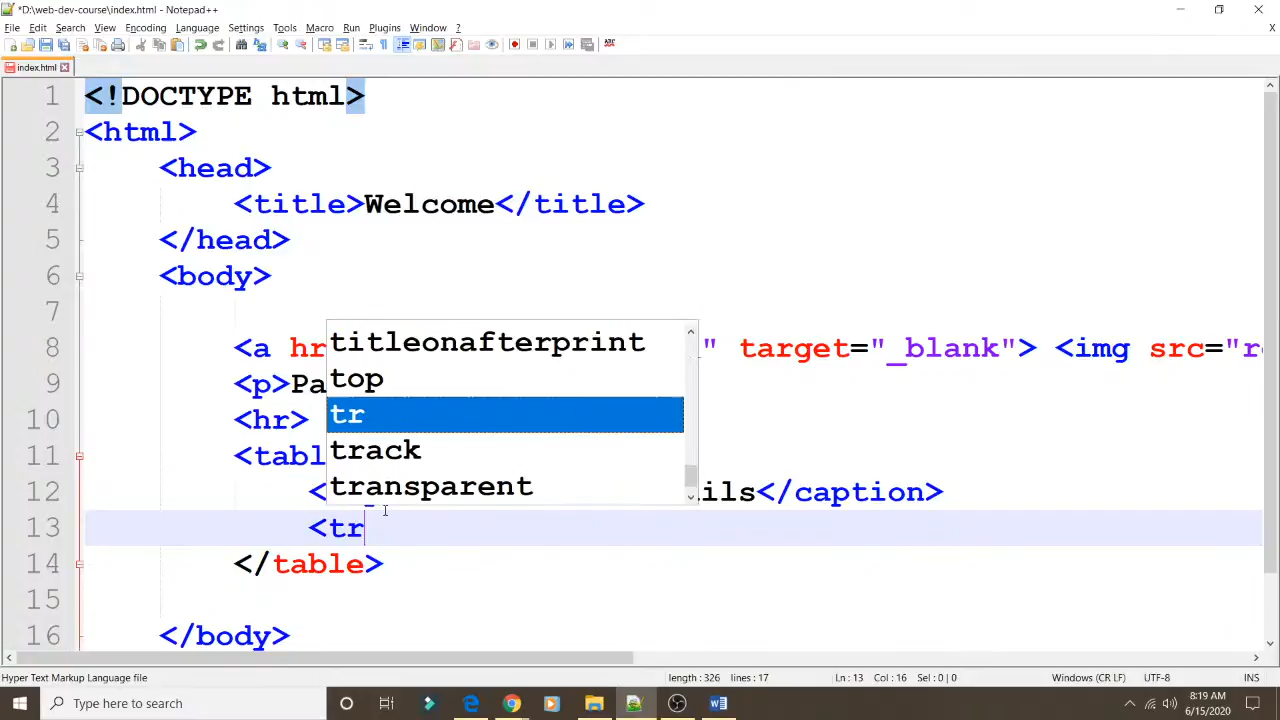 *D:\web-dev-course\index.html - Notepad++
File Edit Search View Encoding Language Settings Tools Macro Run Plugins Window ?
X
index.html
1 <!DOCTYPE html>
2 <html>
3 <head>
4 <title>Welcome</title>
5 </head>
6 <body>
7
8 <a hr " target="_blank"> <img src="r
9 <p>Pa
10 <hr>
11 <tabl
12 < ils</caption>
13 <tr
14 </table>
15
16 </body>
titleonafterprint
top
tr
track
transparent
Hyper Text Markup Language file length : 326 lines : 17 Ln : 13 Col : 16 Sel : 0 | 0 Windows (CR LF) UTF-8 INS
Type here to search
8:19 AM
6/15/2020